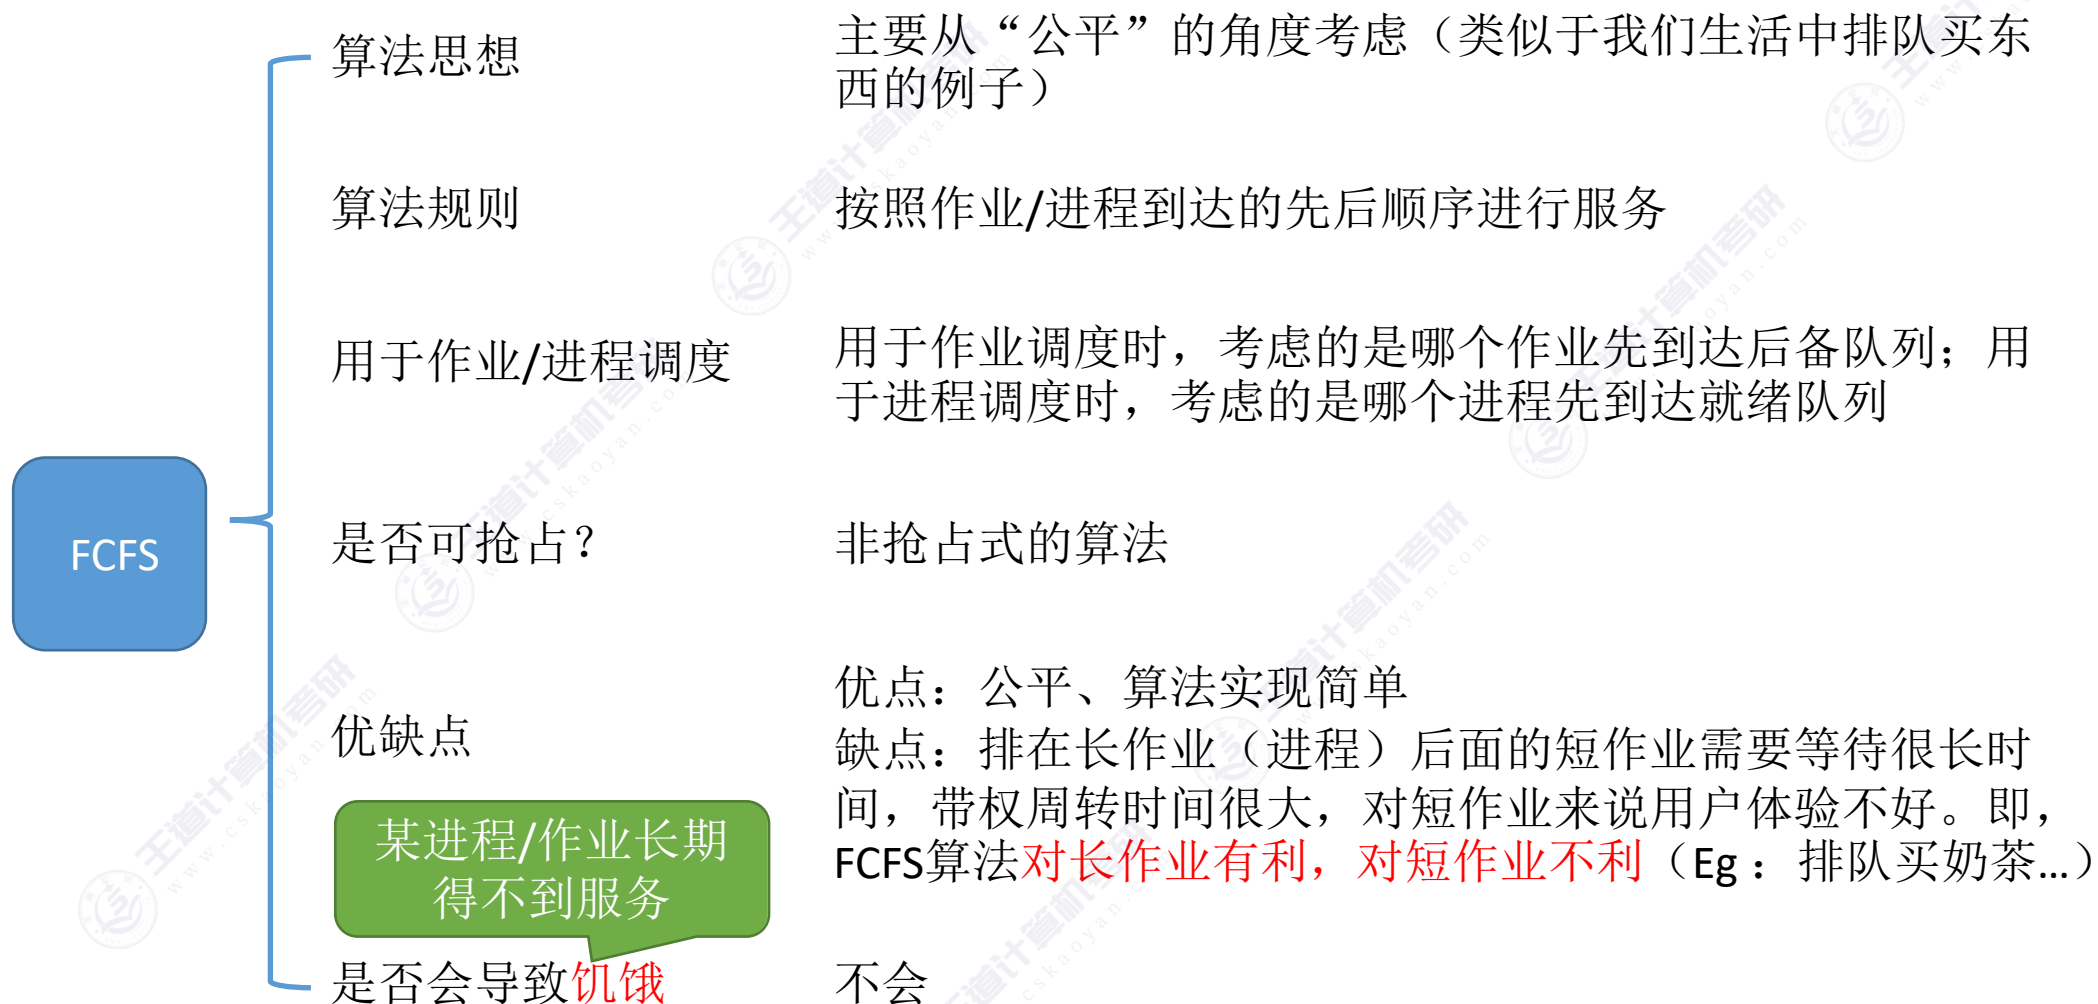 算法思想
主要从“公平”的角度考虑（类似于我们生活中排队买东
西的例子）
算法规则
按照作业/进程到达的先后顺序进行服务
用于作业/进程调度
用于作业调度时，考虑的是哪个作业先到达后备队列；用
于进程调度时，考虑的是哪个进程先到达就绪队列
FCFS
是否可抢占？
非抢占式的算法
优缺点
优点：公平、算法实现简单
缺点：排在长作业（进程）后面的短作业需要等待很长时
间，带权周转时间很大，对短作业来说用户体验不好。即，
FCFS算法对长作业有利，对短作业不利（Eg：排队买奶茶…）
某进程/作业长期
得不到服务
是否会导致饥饿
不会
王道计算机考研
www.cskaoyan.com